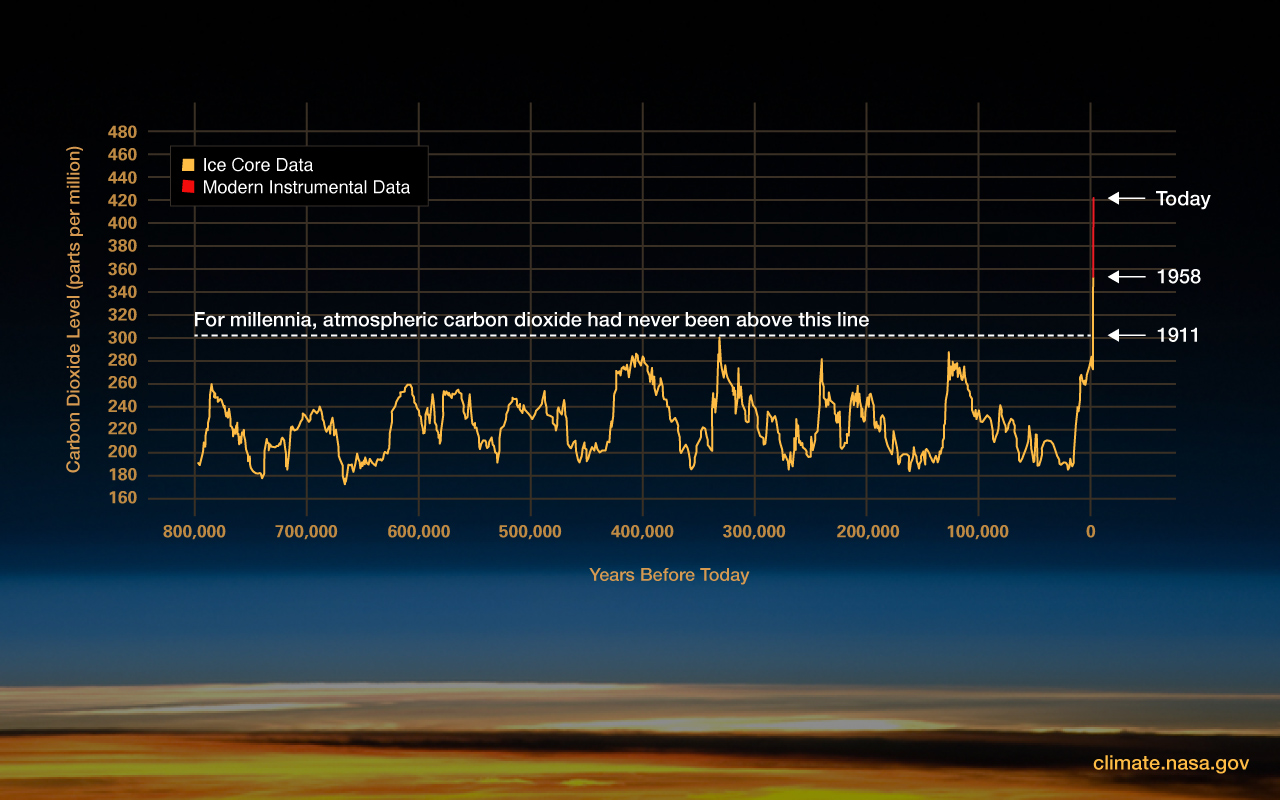 480
460
440
420
400
380
360
340
320
300
280
260
240
220
200
180
160
Carbon Dioxide Level (parts per million)
Ice Core Data
Modern Instrumental Data
Today
1958
For millennia, atmospheric carbon dioxide had never been above this line
1911
800,000 700,000 600,000 500,000 400,000 300,000 200,000 100,000 0
Years Before Today
climate.nasa.gov